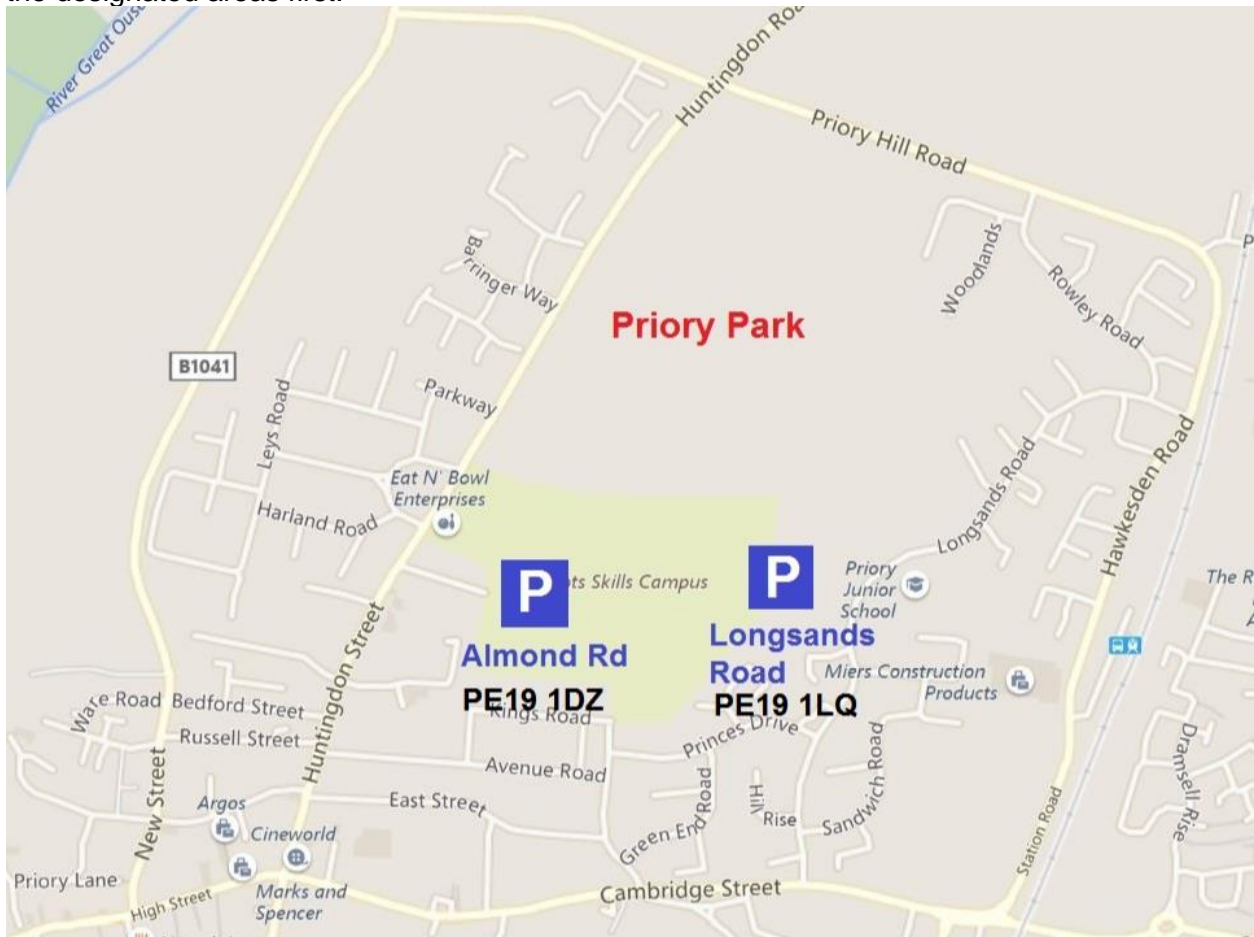 the designated areas first.
River Great Ouse
Huntingdon Road
Priory Hill Road
Woodlands
Rowley Road
Barringer Way
Priory Park
B1041
Parkway
Leys Road
Eat N' Bowl
Enterprises
Harland Road
Longsands Road
Hawkesden Road
P
ts Skills Campus
P
Priory
Junior
School
The R
Almond Rd
PE19 1DZ
Longsands
Road
PE19 1LQ
Miers Construction
Products
Huntingdon Street
Ware Road
Bedford Street
Kings Road
Princes Drive
Russell Street
Avenue Road
New Street
East Street
Argos
Cineworld
Green End Road
Hill
Rise
Sandwich Road
Station Road
Dramsell Rise
Priory Lane
High Street
Marks and
Spencer
Cambridge Street